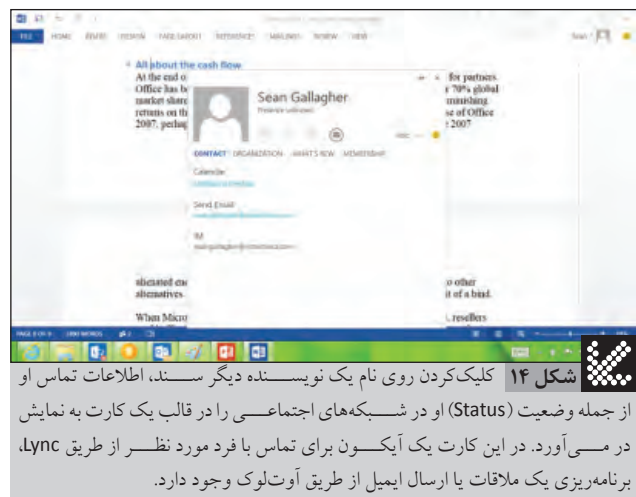 FILE HOME INSERT DESIGN PAGE LAYOUT REFERENCES MAILINGS REVIEW VIEW
All about the cash flow
At the end o
for partners.
Office has b
70% global
market share
returns on th
se of Office
2007, perhap
2007
Sean Gallagher
Presence unknown
CONTACT ORGANIZATION WHAT'S NEW MEMBERSHIP
Calendar
Send Email
IM
alienated
o other
alternatives.
it of a bind.
When Micro
resellers
شکل ۱۴ کلیک‌کردن روی نام یک نویسنده دیگر سند، اطلاعات تماس او
از جمله وضعیت (Status) او در شبکه‌های اجتماعی را در قالب یک کارت به نمایش
در می‌آورد. در این کارت یک آیکون برای تماس با فرد مورد نظر از طریق Lync،
برنامه‌ریزی یک ملاقات یا ارسال ایمیل از طریق آوت‌لوک وجود دارد.